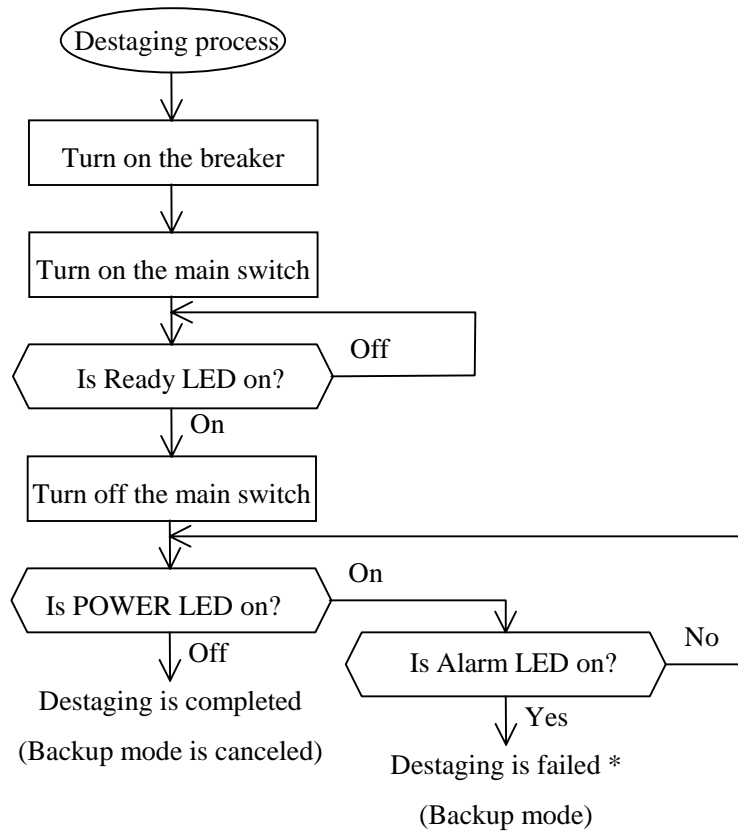 Destaging process
Turn on the breaker
Turn on the main switch
Off
Is Ready LED on?
On
Turn off the main switch
On
Is POWER LED on?
No
Is Alarm LED on?
Off
Destaging is completed
(Backup mode is canceled)
Yes
Destaging is failed *
(Backup mode)